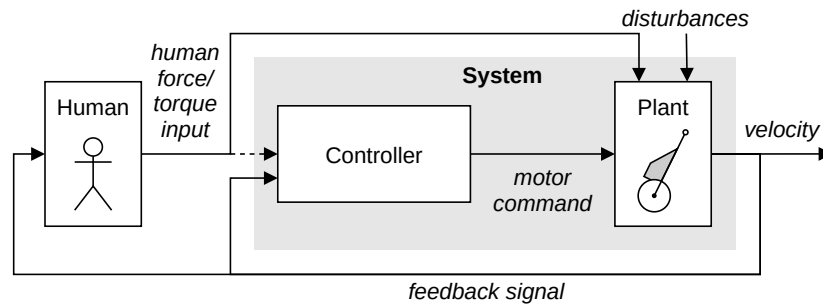 disturbances
human
force/
torque
input
System
Human
Plant
Controller
velocity
motor
command
feedback signal